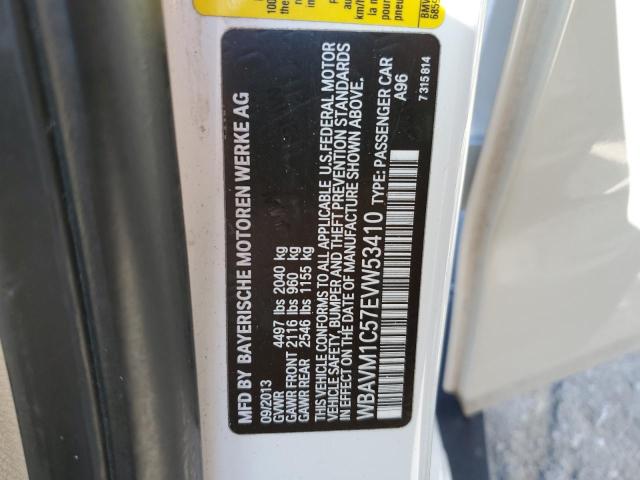 MFD BY BAYERISCHE MOTOREN WERKE AG
09/2013
GVWR 4497 lbs 2040 kg
GAWR FRONT 2116 lbs 960 kg
GAWR REAR 2546 lbs 1155 kg
THIS VEHICLE CONFORMS TO ALL APPLICABLE U.S. FEDERAL MOTOR
VEHICLE SAFETY, BUMPER AND THEFT PREVENTION STANDARDS
IN EFFECT ON THE DATE OF MANUFACTURE SHOWN ABOVE.
WBAVM1C57EVW53410 TYPE: PASSENGER CAR
A96
7 315 814